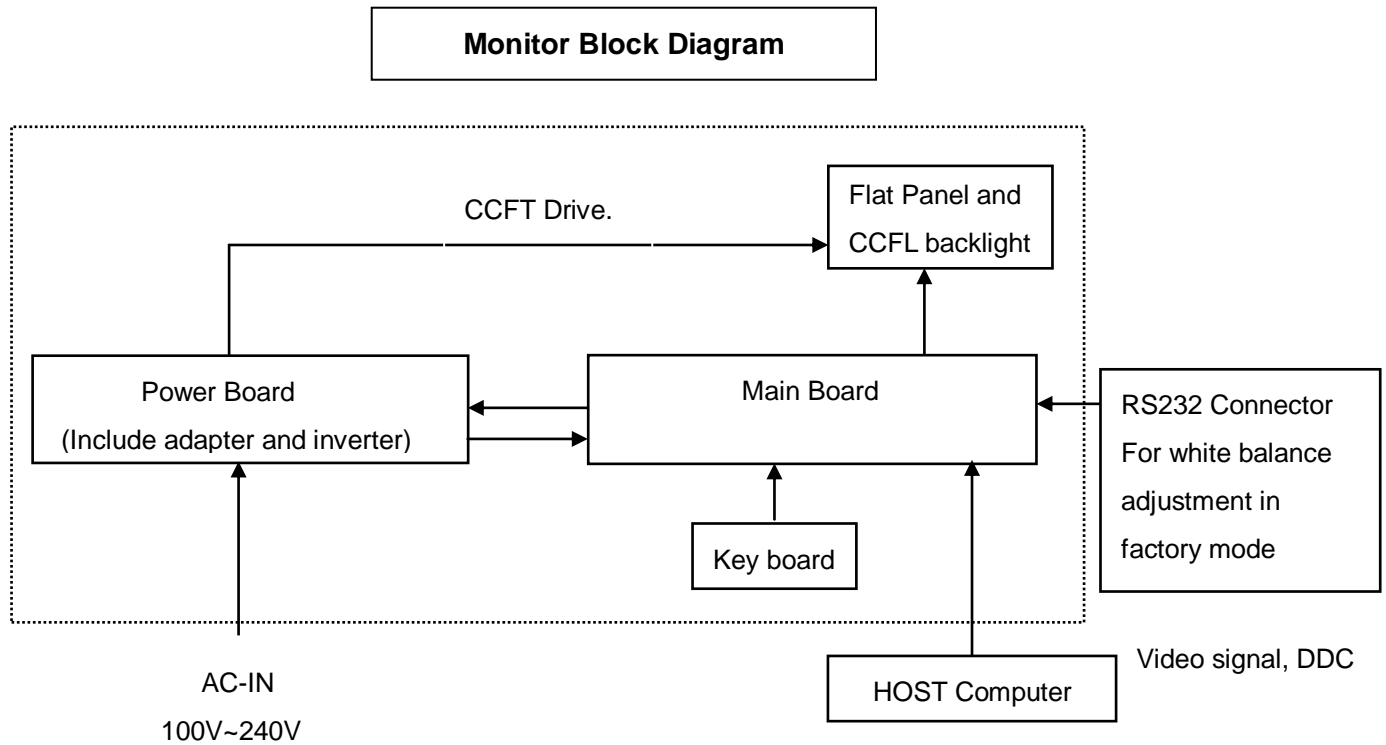 Monitor Block Diagram
CCFT Drive.
Flat Panel and
CCFL backlight
Power Board
(Include adapter and inverter)
Main Board
RS232 Connector
For white balance
adjustment in
factory mode
Key board
AC-IN
100V~240V
HOST Computer
Video signal, DDC